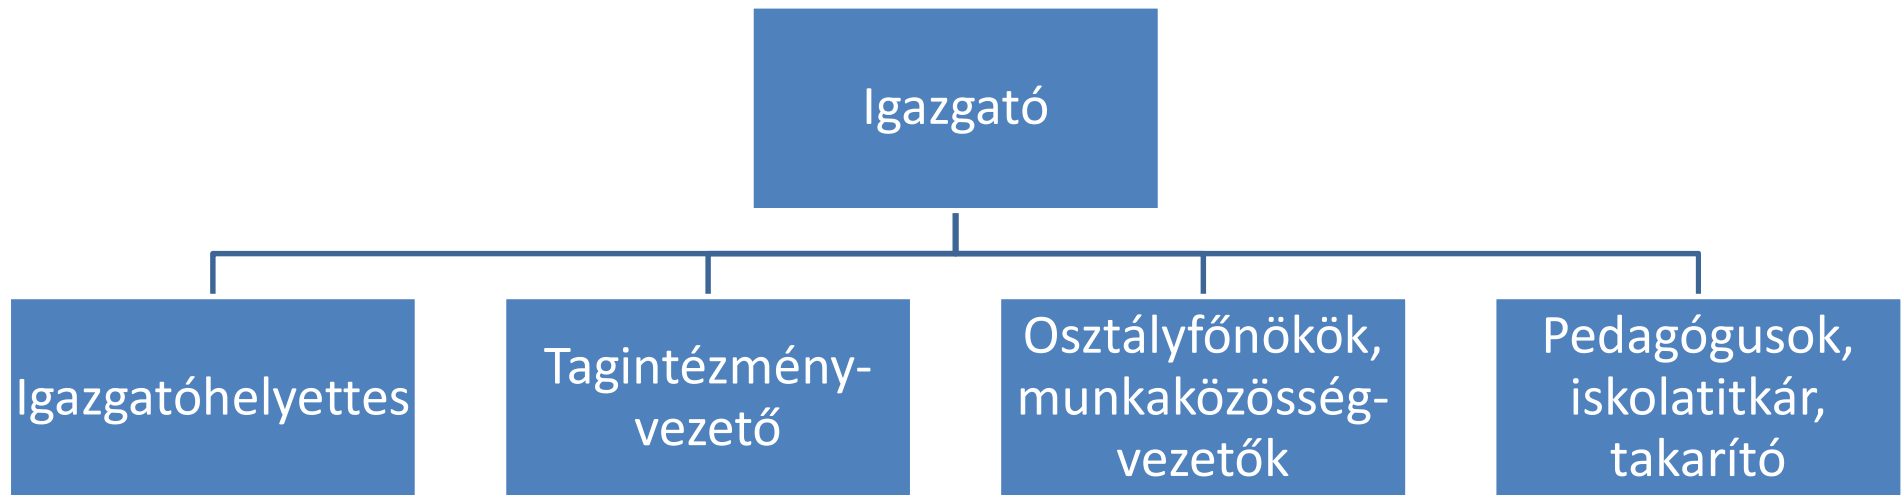 Igazgató
Igazgatóhelyettes
Tagintézmény-
vezető
Osztályfőnökök,
munkaközösség-
vezetők
Pedagógusok,
iskolatitkár,
takarító